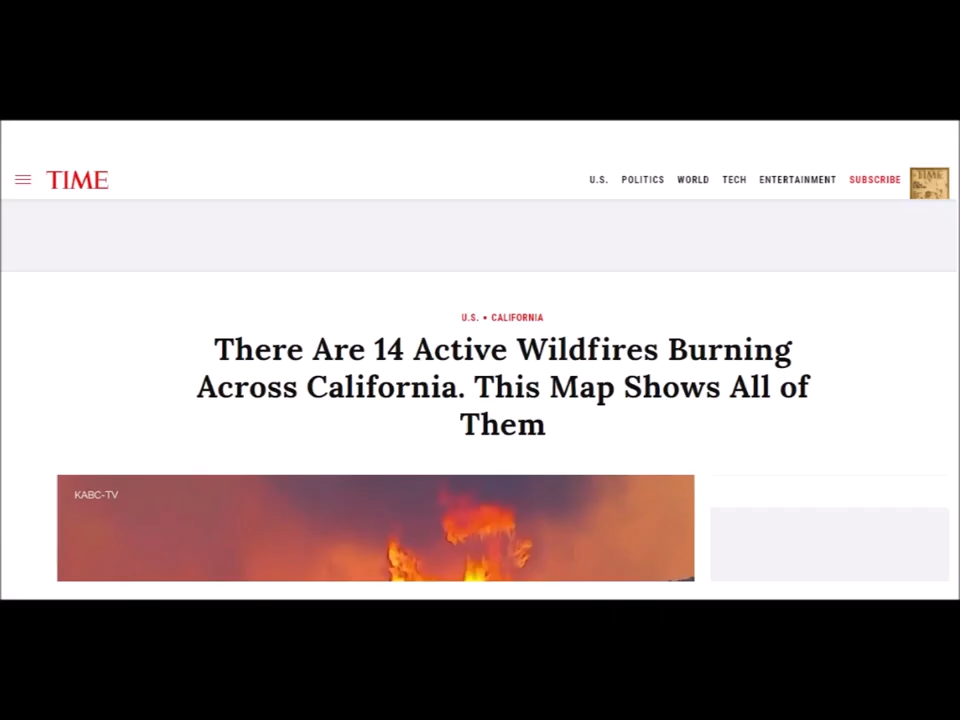 TIME
U.S. POLITICS WORLD TECH ENTERTAINMENT SUBSCRIBE
TIME
U.S. • CALIFORNIA
There Are 14 Active Wildfires Burning
Across California. This Map Shows All of
Them
KABC-TV